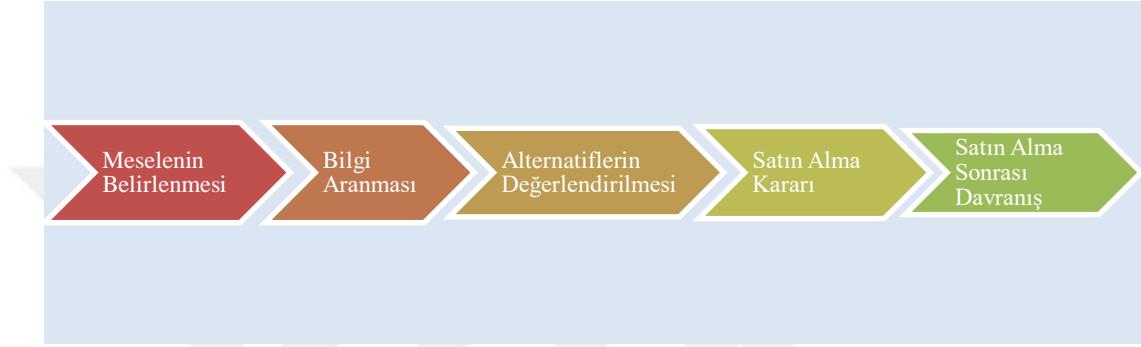 Meselenin
Belirlenmesi
Bilgi
Aranması
Alternatiflerin
Değerlendirilmesi
Satın Alma
Kararı
Satın Alma
Sonrası
Davranış